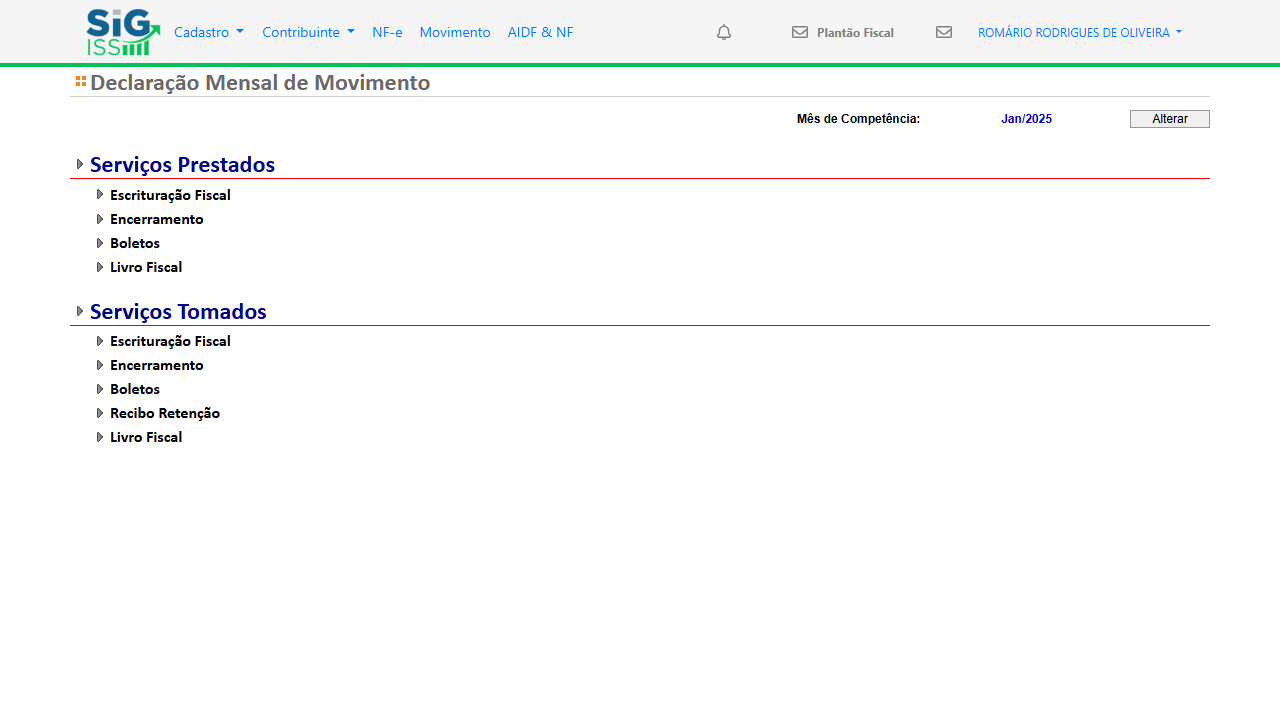 SiG
ISS
Cadastro
Contribuinte
NF-e
Movimento
AIDF & NF
Plantão Fiscal
ROMÁRIO RODRIGUES DE OLIVEIRA
Declaração Mensal de Movimento
Mês de Competência: Jan/2025 Alterar
Serviços Prestados
Escrituração Fiscal
Encerramento
Boletos
Livro Fiscal
Serviços Tomados
Escrituração Fiscal
Encerramento
Boletos
Recibo Retenção
Livro Fiscal